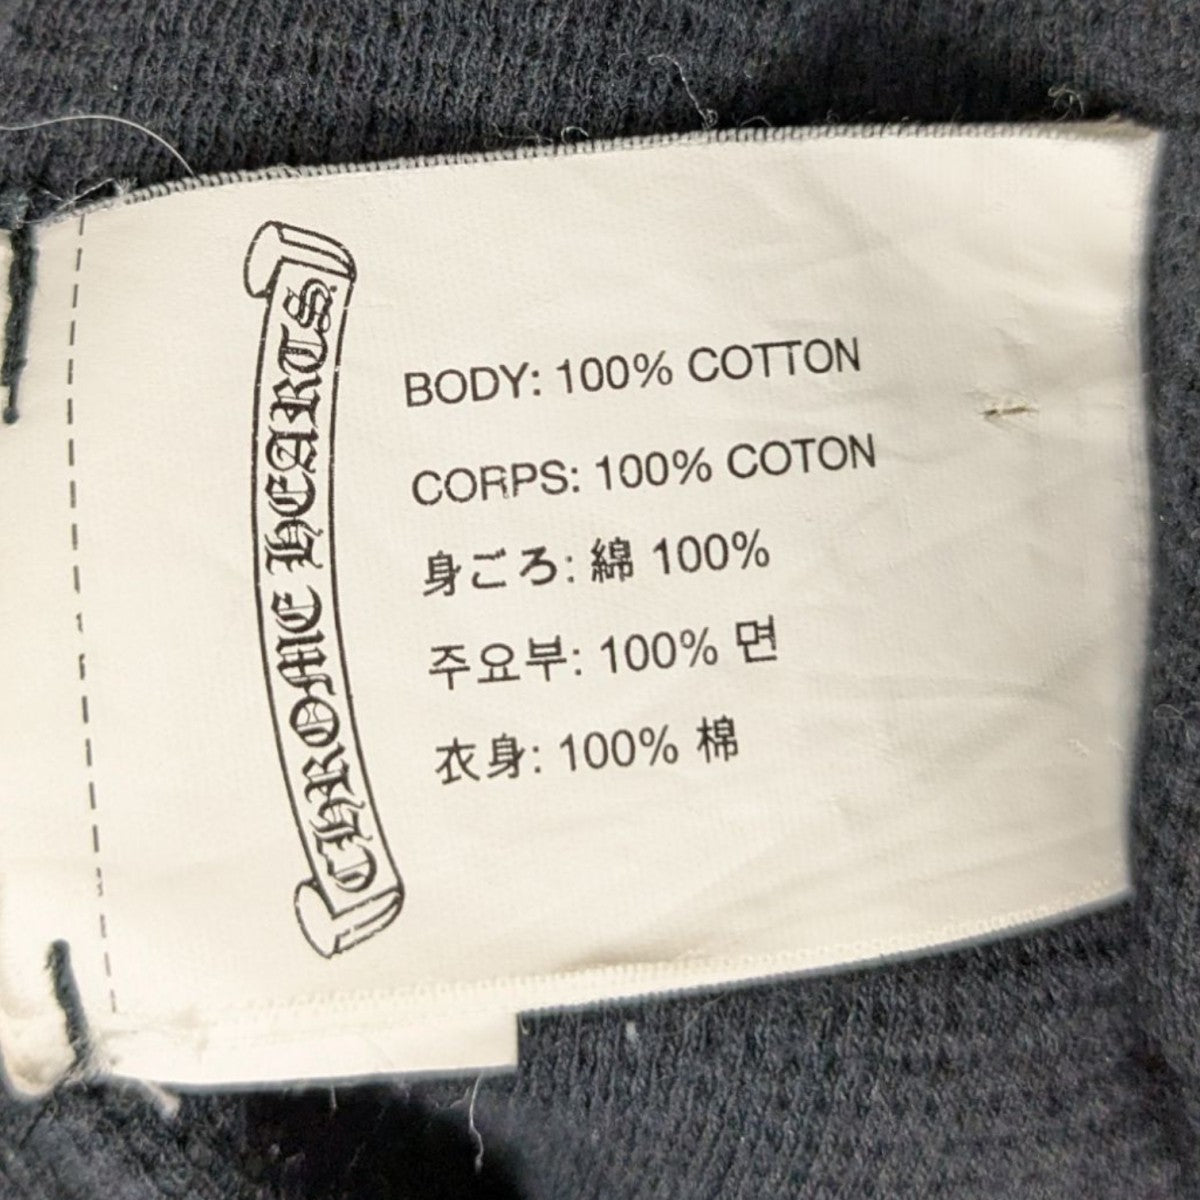 CHROME HEARTS
BODY: 100% COTTON
CORPS: 100% COTON
身ごろ: 綿 100%
주요부: 100% 면
衣身: 100% 棉